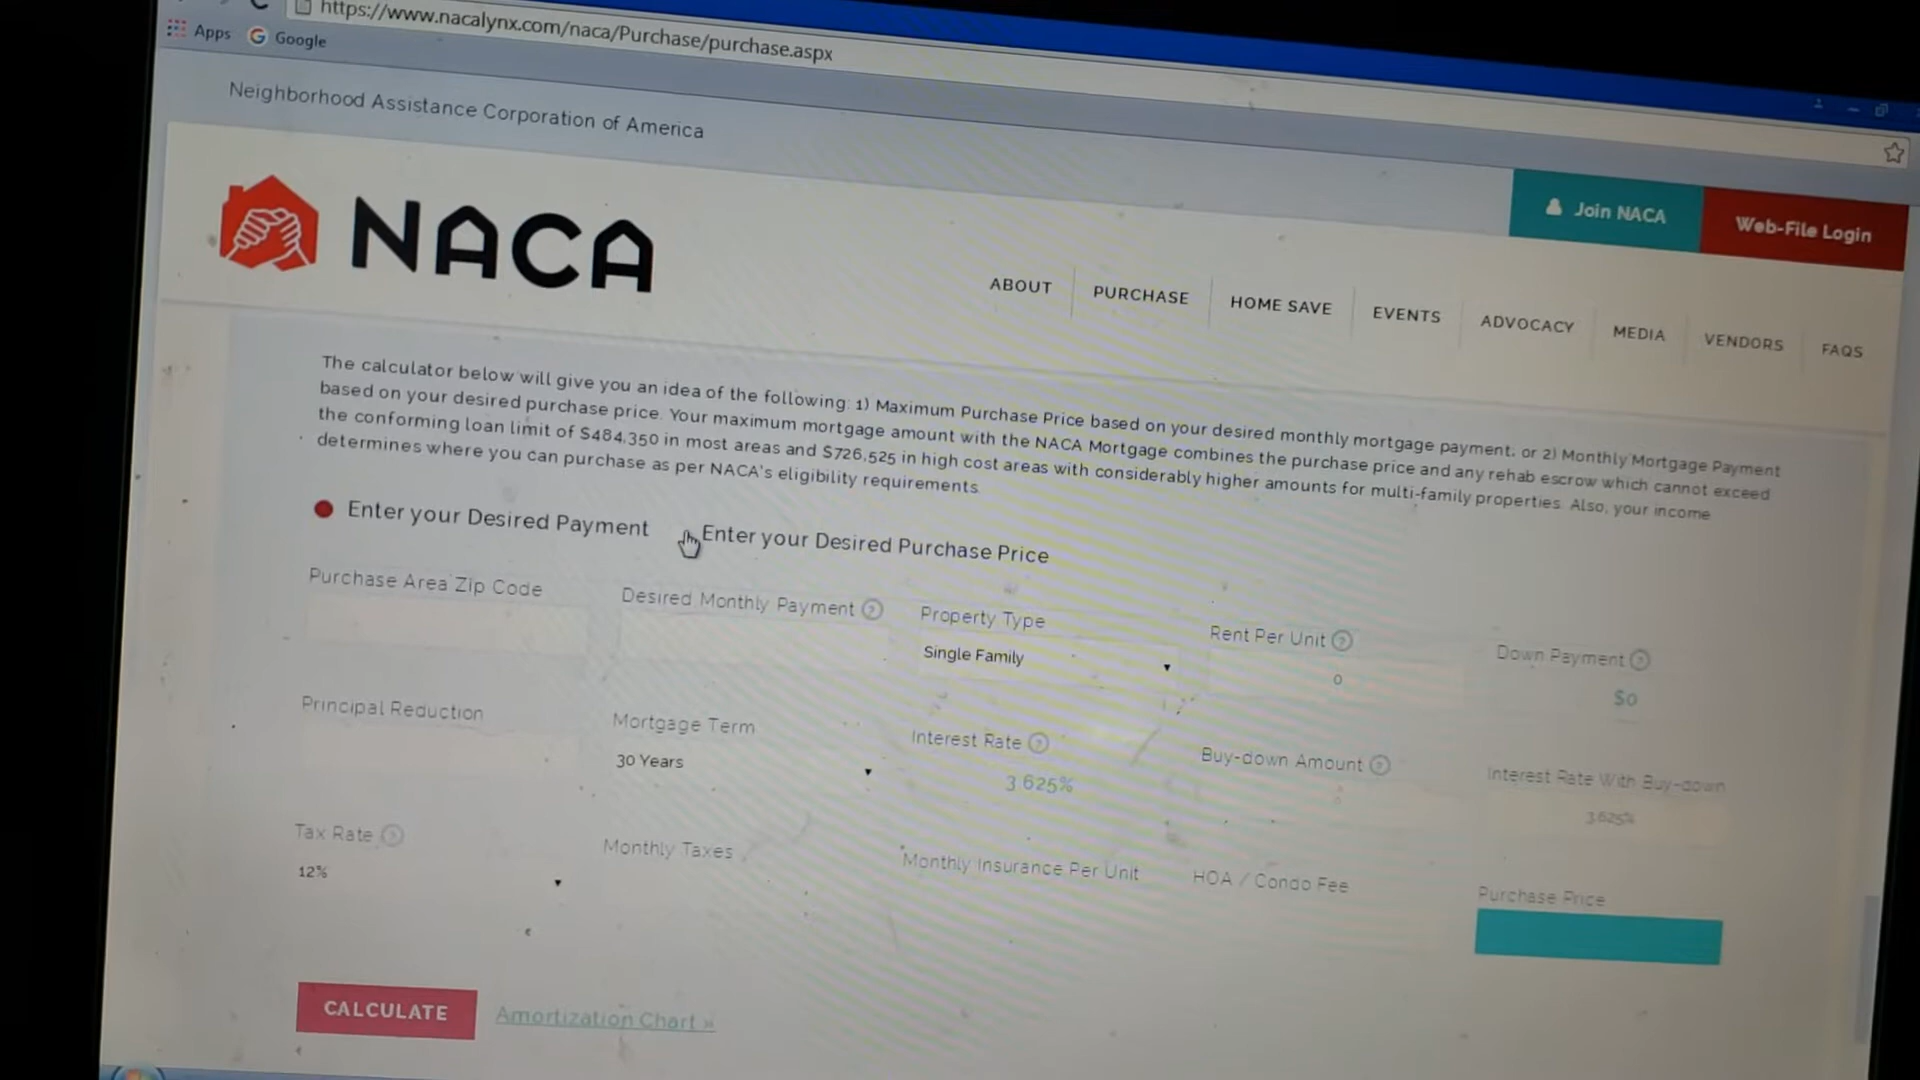 https://www.nacalynx.com/naca/Purchase/purchase.aspx
Apps
Google
Neighborhood Assistance Corporation of America
NACA
Join NACA
Web-File Login
ABOUT
PURCHASE
HOME SAVE
EVENTS
ADVOCACY
MEDIA
VENDORS
FAQS
The calculator below will give you an idea of the following: 1) Maximum Purchase Price based on your desired monthly mortgage payment, or 2) Monthly Mortgage Payment
based on your desired purchase price. Your maximum mortgage amount with the NACA Mortgage combines the purchase price and any rehab escrow which cannot exceed
the conforming loan limit of $484,350 in most areas and $726,525 in high cost areas with considerably higher amounts for multi-family properties. Also, your income
determines where you can purchase as per NACA's eligibility requirements.
Enter your Desired Payment
Enter your Desired Purchase Price
Purchase Area Zip Code
Desired Monthly Payment ?
Property Type
Rent Per Unit ?
Down Payment ?
Single Family
0
$0
Principal Reduction
Mortgage Term
Interest Rate ?
Buy-down Amount ?
Interest Rate With Buy-down
30 Years
3.625%
3.625%
Tax Rate ?
Monthly Taxes
Monthly Insurance Per Unit
HOA / Condo Fee
Purchase Price
12%
CALCULATE
Amortization Chart »